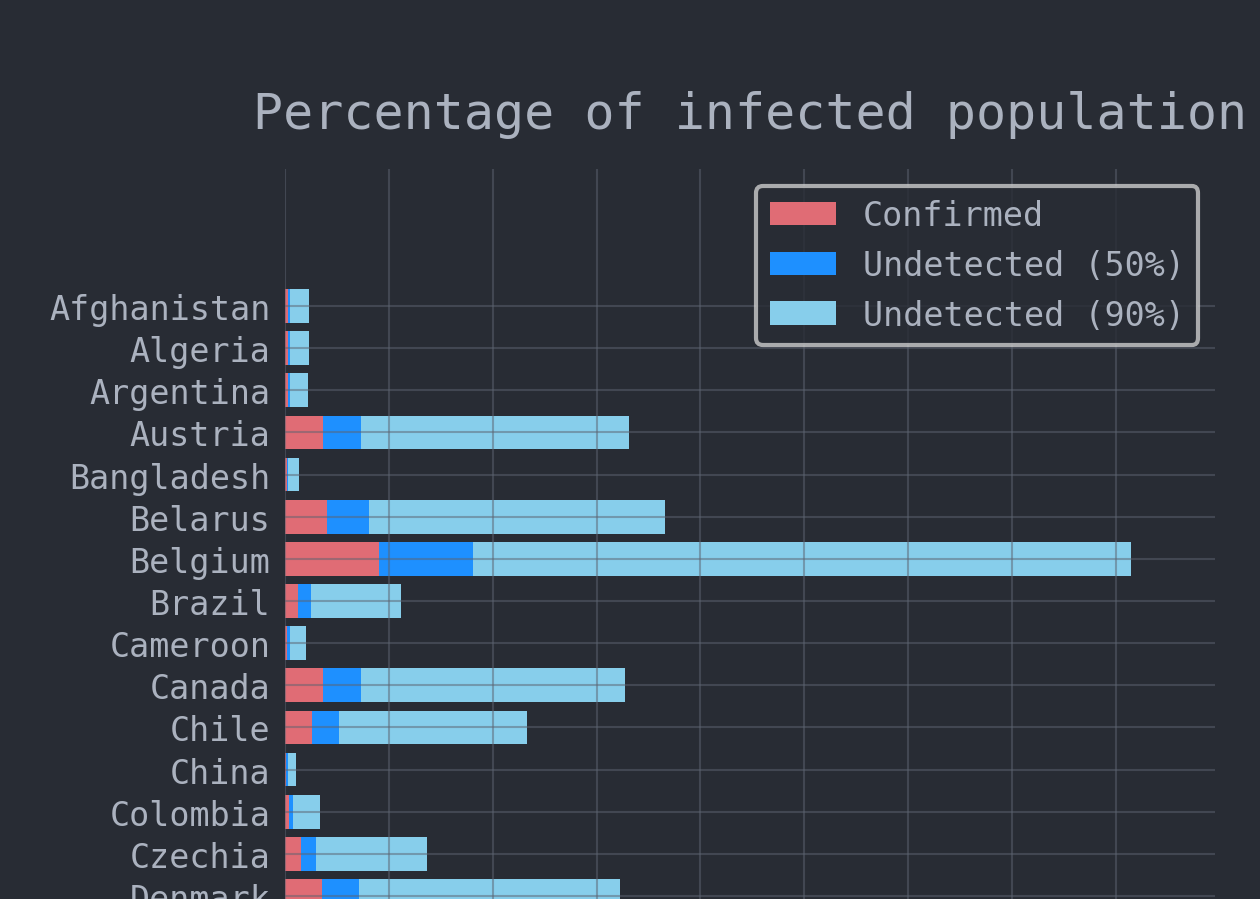 Percentage of infected population
Confirmed
Undetected (50%)
Undetected (90%)
Afghanistan
Algeria
Argentina
Austria
Bangladesh
Belarus
Belgium
Brazil
Cameroon
Canada
Chile
China
Colombia
Czechia
Denmark